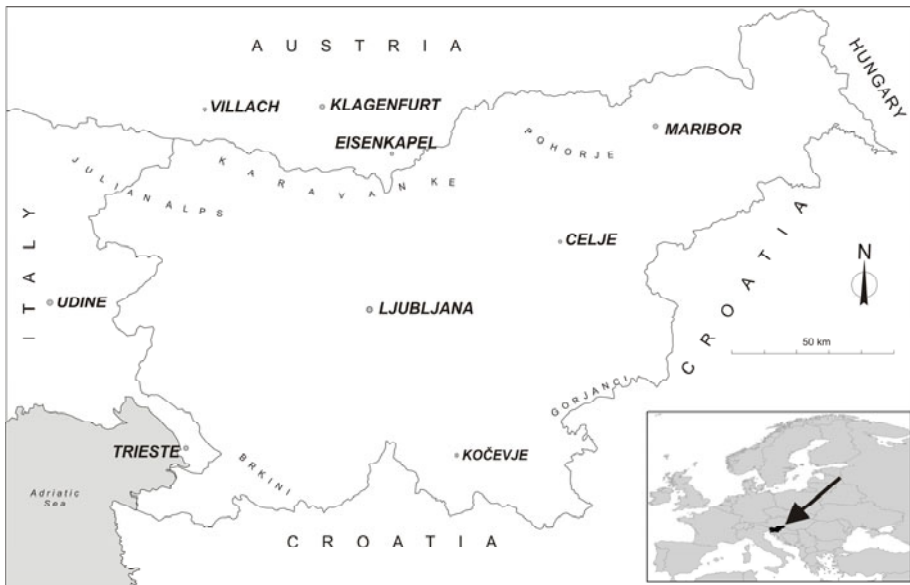 AUSTRIA
HUNGARY
VILLACH
KLAGENFURT
EISENKAPEL
MARIBOR
POHORJE
JULIAN ALPS
KARAVANKE
CELJE
CROATIA
N
ITALY
UDINE
LJUBLJANA
50 km
GORJANCI
TRIESTE
BRKINI
KOČEVJE
Adriatic
Sea
CROATIA